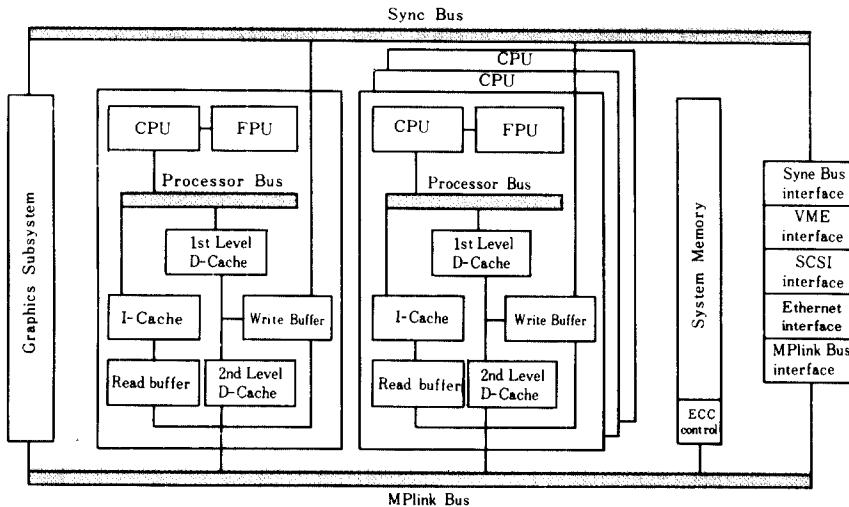 Sync Bus
CPU
CPU
Graphics Subsystem
CPU
FPU
Processor Bus
1st Level
D-Cache
I-Cache
Write Buffer
Read buffer
2nd Level
D-Cache
CPU
FPU
Processor Bus
1st Level
D-Cache
I-Cache
Write Buffer
Read buffer
2nd Level
D-Cache
System Memory
ECC
control
Syne Bus
interface
VME
interface
SCSI
interface
Ethernet
interface
MPlink Bus
interface
MPlink Bus